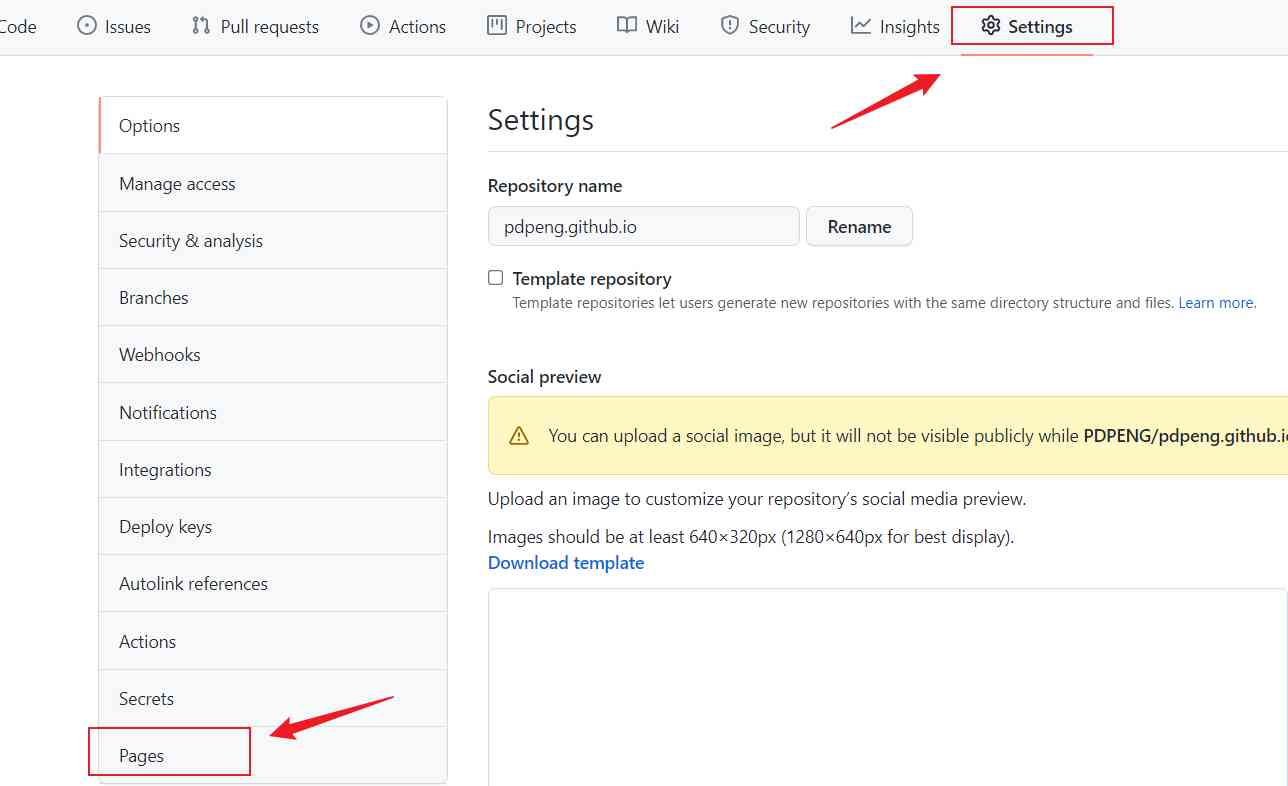 Code Issues Pull requests Actions Projects Wiki Security Insights Settings
Options
Manage access
Security & analysis
Branches
Webhooks
Notifications
Integrations
Deploy keys
Autolink references
Actions
Secrets
Pages
Settings
Repository name
pdpeng.github.io Rename
Template repository
Template repositories let users generate new repositories with the same directory structure and files. Learn more.
Social preview
You can upload a social image, but it will not be visible publicly while PDPENG/pdpeng.github.io
Upload an image to customize your repository’s social media preview.
Images should be at least 640×320px (1280×640px for best display).
Download template